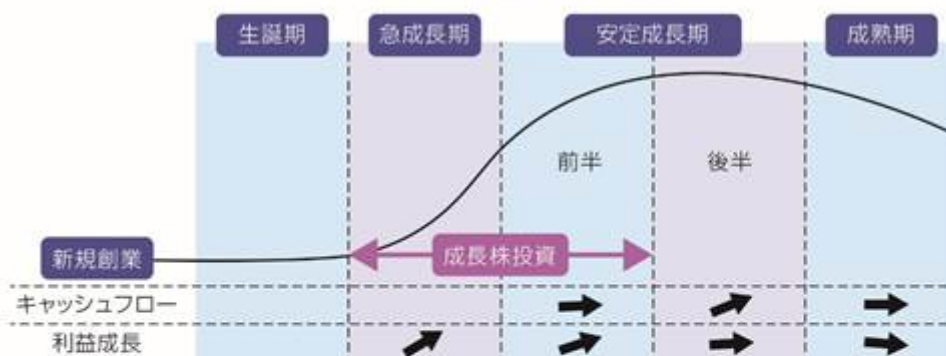 生誕期 急成長期 安定成長期 成熟期
前半 後半
新規創業 成長株投資
キャッシュフロー
利益成長